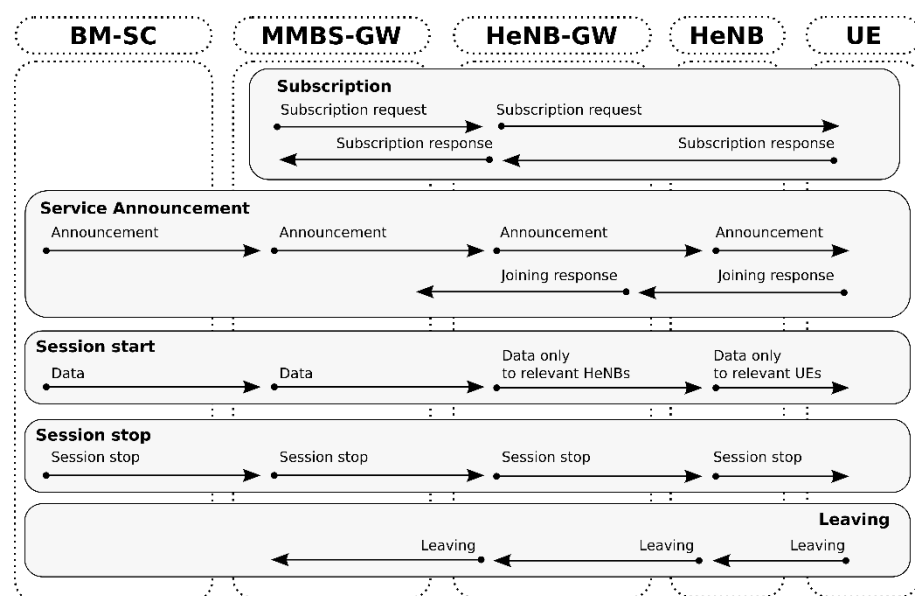 BM-SC MMBS-GW HeNB-GW HeNB UE
Subscription
Subscription request Subscription request
Subscription response Subscription response
Service Announcement
Announcement Announcement Announcement Announcement
Joining response Joining response
Session start
Data Data Data only to relevant HeNBs Data only to relevant UEs
Session stop
Session stop Session stop Session stop Session stop
Leaving
Leaving Leaving Leaving